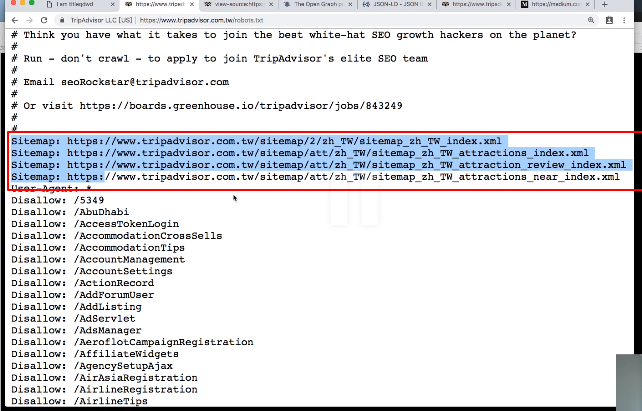 I am titleqdwd
https://www.tripad
view-source:https:/
The Open Graph p
JSON-LD - JSON f
https://www.tripad
https://medium.co
TripAdvisor LLC [US] | https://www.tripadvisor.com.tw/robots.txt
# Think you have what it takes to join the best white-hat SEO growth hackers on the planet?
#
# Run - don't crawl - to apply to join TripAdvisor's elite SEO team
#
# Email seoRockstar@tripadvisor.com
#
# Or visit https://boards.greenhouse.io/tripadvisor/jobs/843249
#
#
Sitemap: https://www.tripadvisor.com.tw/sitemap/2/zh_TW/sitemap_zh_TW_index.xml
Sitemap: https://www.tripadvisor.com.tw/sitemap/att/zh_TW/sitemap_zh_TW_attractions_index.xml
Sitemap: https://www.tripadvisor.com.tw/sitemap/att/zh_TW/sitemap_zh_TW_attraction_review_index.xml
Sitemap: https://www.tripadvisor.com.tw/sitemap/att/zh_TW/sitemap_zh_TW_attractions_near_index.xml
User-Agent: *
Disallow: /5349
Disallow: /AbuDhabi
Disallow: /AccessTokenLogin
Disallow: /AccommodationCrossSells
Disallow: /AccommodationTips
Disallow: /AccountManagement
Disallow: /AccountSettings
Disallow: /ActionRecord
Disallow: /AddForumUser
Disallow: /AddListing
Disallow: /AdServlet
Disallow: /AdsManager
Disallow: /AeroflotCampaignRegistration
Disallow: /AffiliateWidgets
Disallow: /AgencySetupAjax
Disallow: /AirAsiaRegistration
Disallow: /AirlineRegistration
Disallow: /AirlineTips